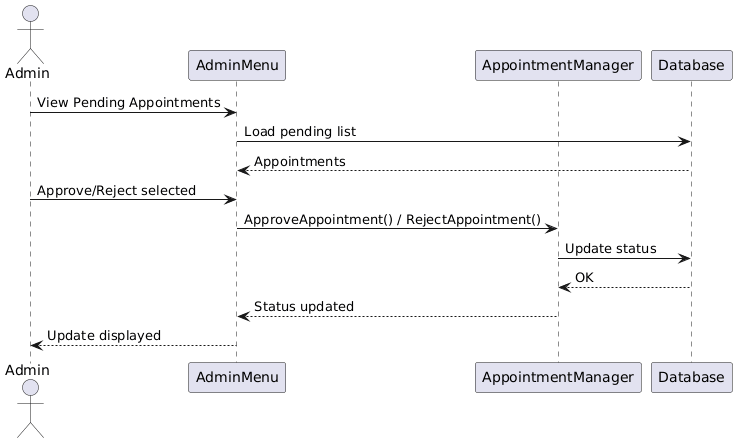 Admin
AdminMenu
AppointmentManager
Database
View Pending Appointments
Load pending list
Appointments
Approve/Reject selected
ApproveAppointment() / RejectAppointment()
Update status
OK
Status updated
Update displayed
Admin
AdminMenu
AppointmentManager
Database